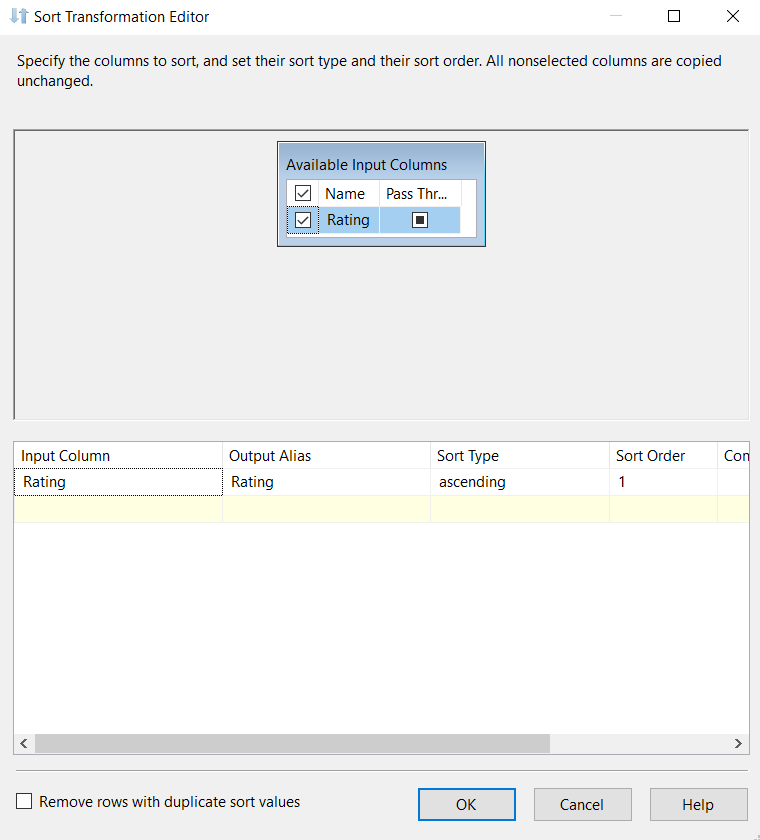 Sort Transformation Editor
Specify the columns to sort, and set their sort type and their sort order. All nonselected columns are copied
unchanged.
Available Input Columns
Name Pass Thr...
Rating
Input Column Output Alias Sort Type Sort Order Con
Rating Rating ascending 1
Remove rows with duplicate sort values
OK Cancel Help